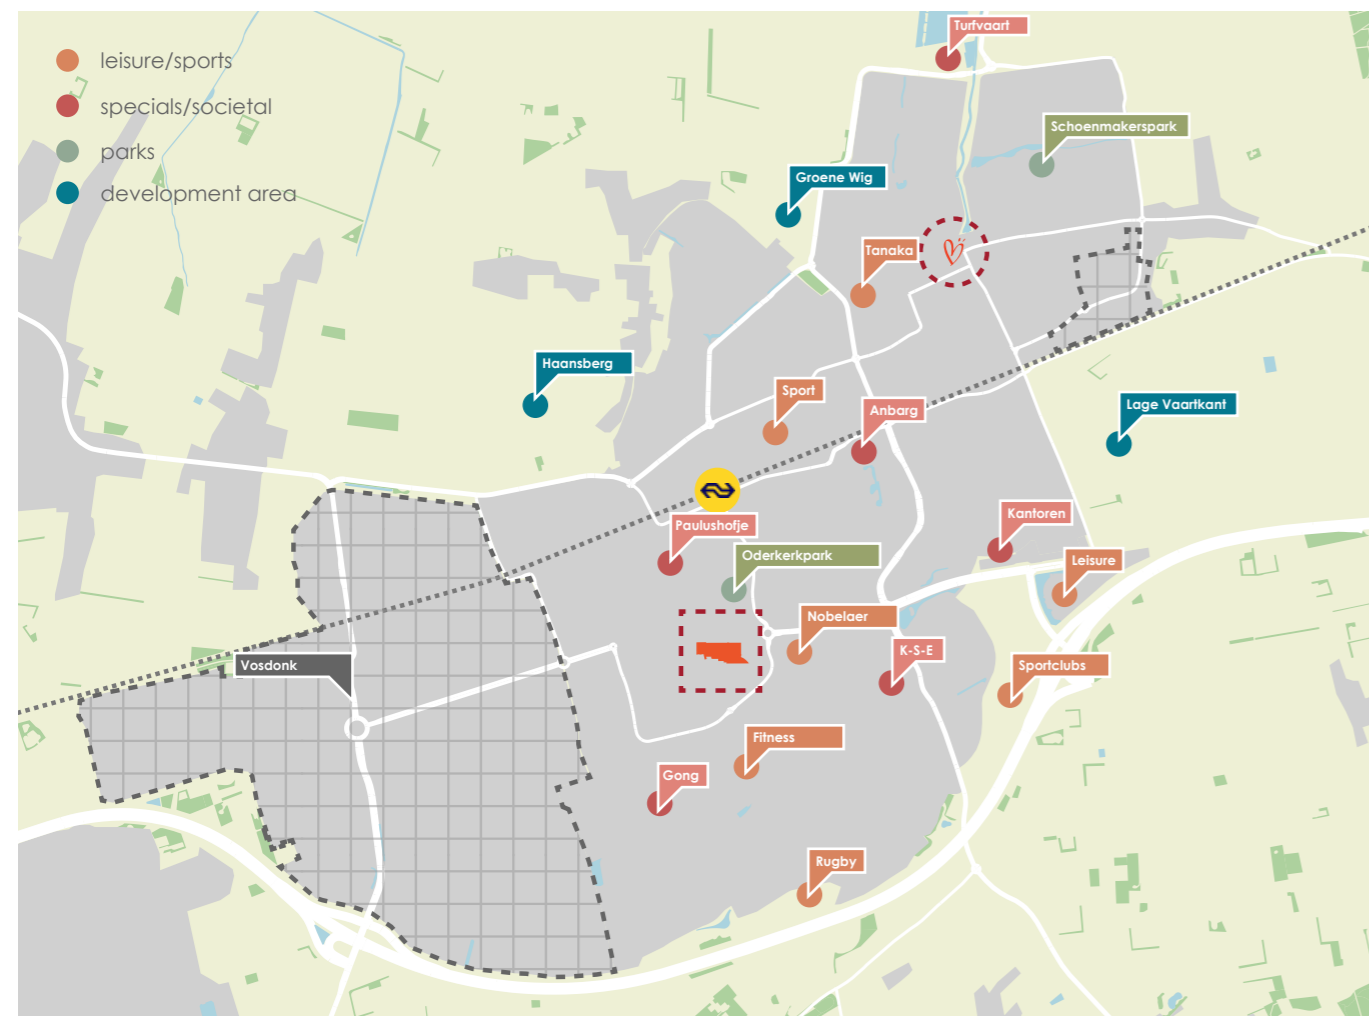 leisure/sports
specials/societal
parks
development area
Turfvaart
Schoenmakerspark
Groene Wig
Tanaka
Haansberg
Sport
Anbarg
Lage Vaartkant
Paulushofje
Kantoren
Oderkerkpark
Leisure
Nobelaer
K-S-E
Vosdonk
Sportclubs
Fitness
Gong
Rugby